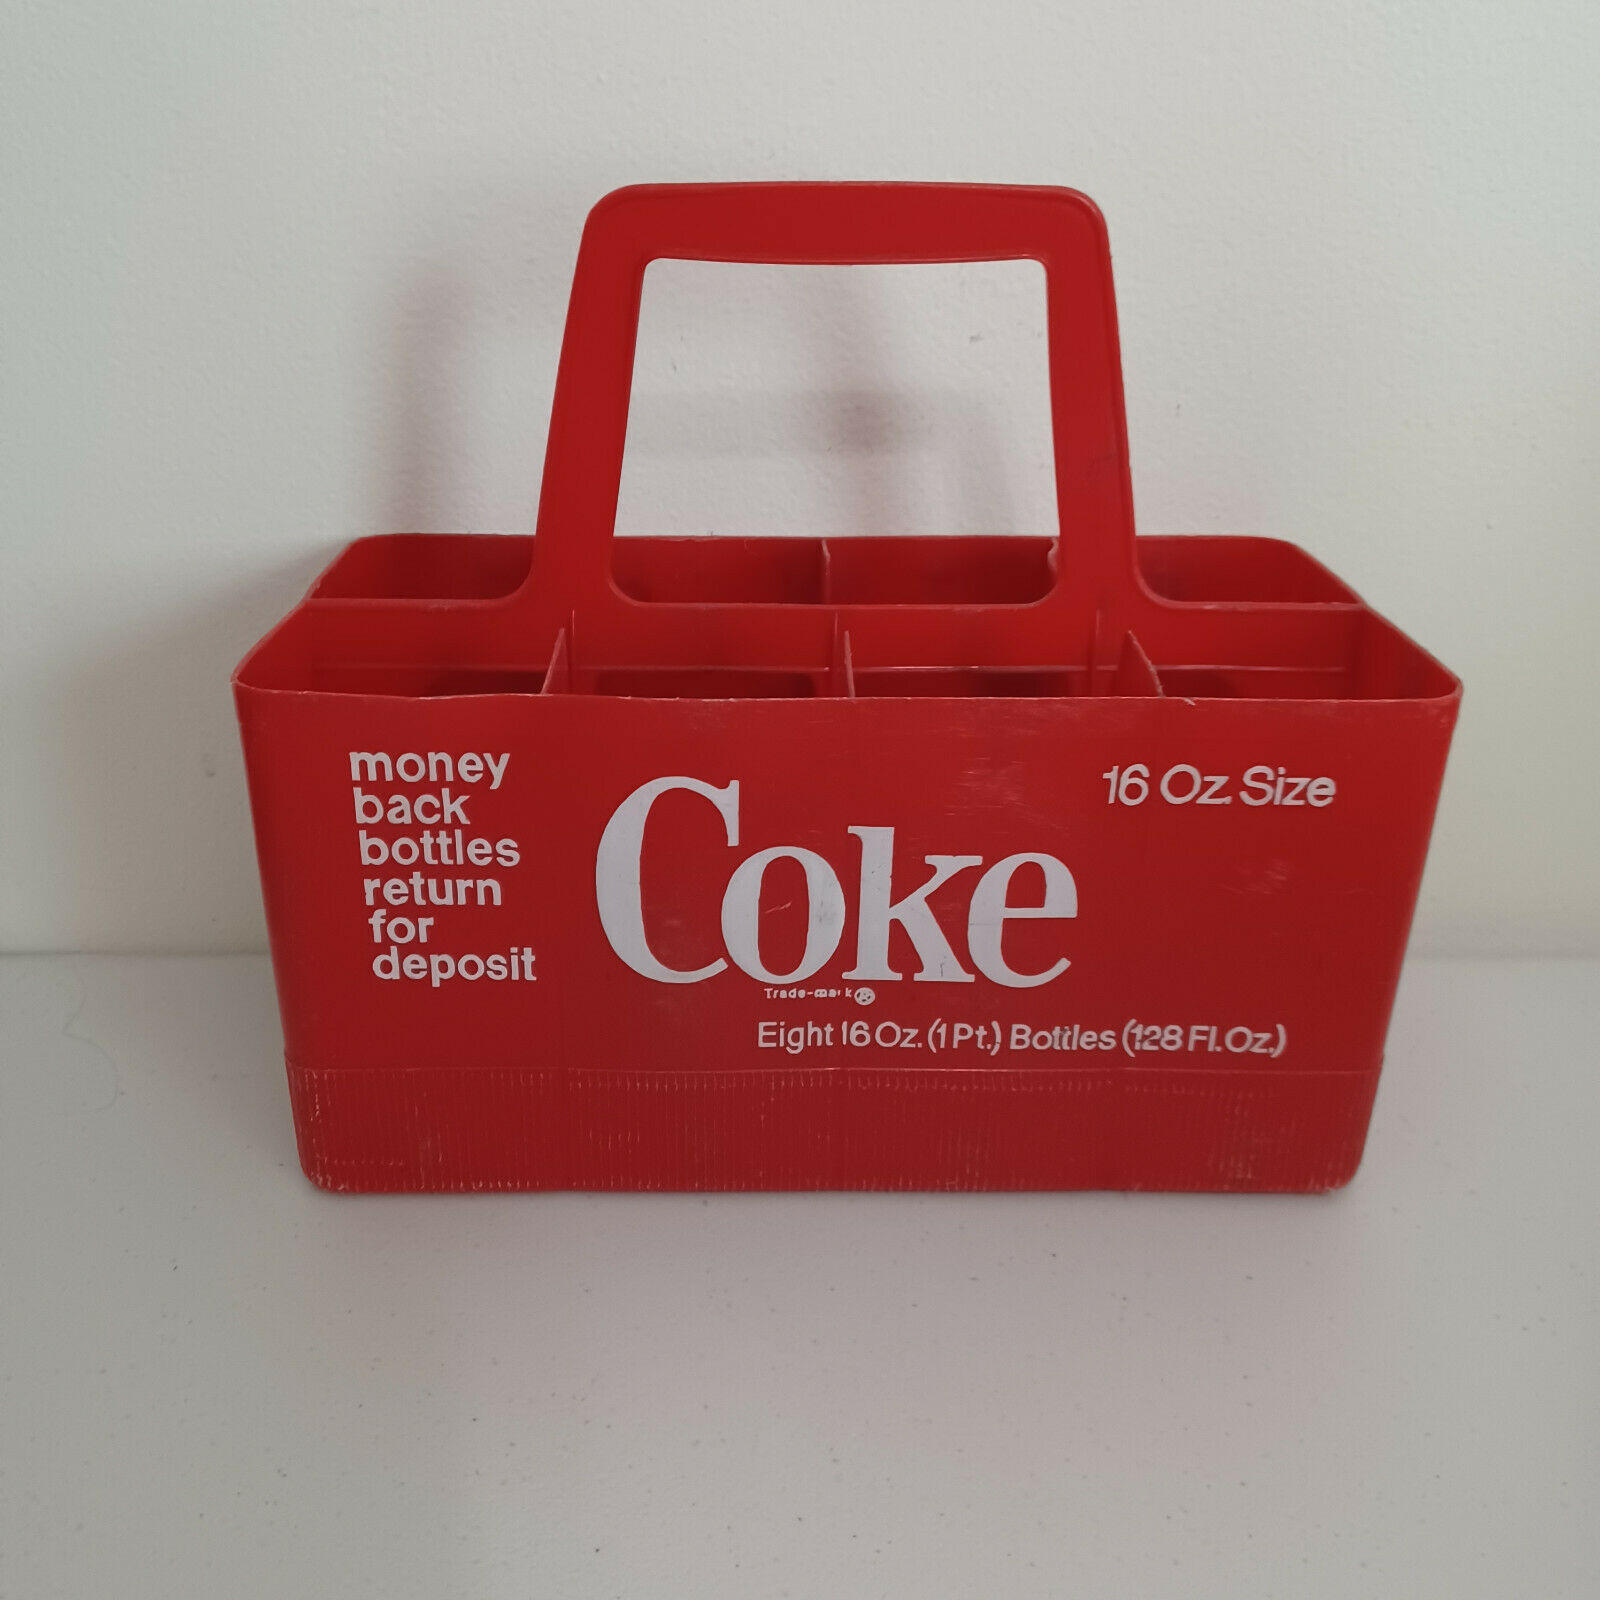 money
back
bottles
return
for
deposit
Coke
Trade-mark ®
16 Oz. Size
Eight 16 Oz. (1 Pt.) Bottles (128 Fl. Oz.)